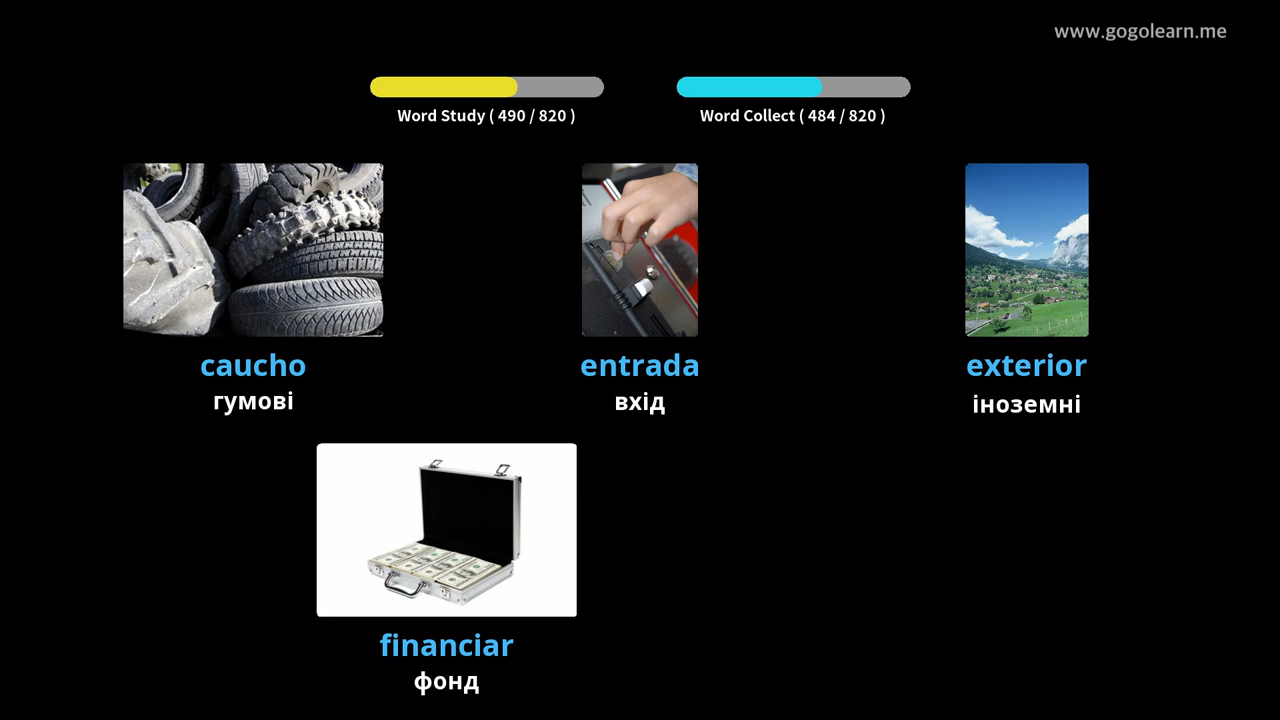 www.gogolearn.me
Word Study ( 490 / 820 )
Word Collect ( 484 / 820 )
caucho
гумові
entrada
вхід
exterior
іноземні
financiar
фонд